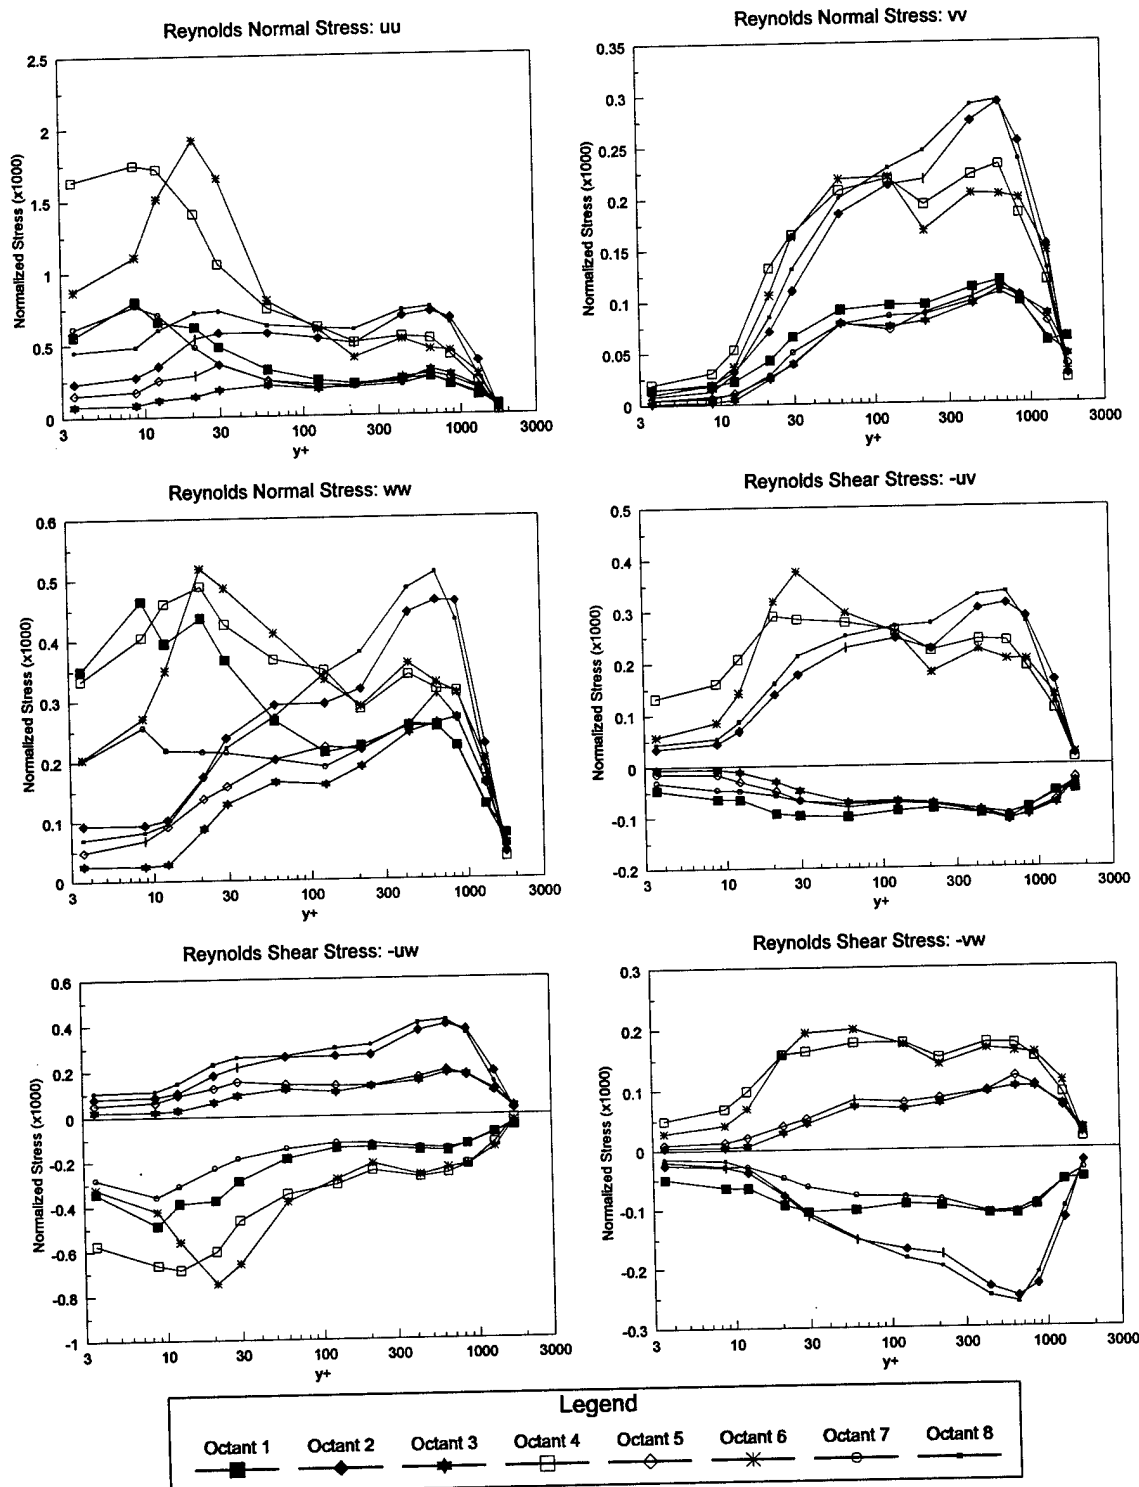 Reynolds Normal Stress: uu
Normalized Stress (x1000)
2.5
2
1.5
1
0.5
0
3 10 30 100 300 1000 3000
y+
Reynolds Normal Stress: vv
Normalized Stress (x1000)
0.35
0.3
0.25
0.2
0.15
0.1
0.05
0
3 10 30 100 300 1000 3000
y+
Reynolds Normal Stress: ww
Normalized Stress (x1000)
0.6
0.5
0.4
0.3
0.2
0.1
0
3 10 30 100 300 1000 3000
y+
Reynolds Shear Stress: -uv
Normalized Stress (x1000)
0.5
0.4
0.3
0.2
0.1
0
-0.1
-0.2
3 10 30 100 300 1000 3000
y+
Reynolds Shear Stress: -uw
Normalized Stress (x1000)
0.6
0.4
0.2
0
-0.2
-0.4
-0.6
-0.8
-1
3 10 30 100 300 1000 3000
y+
Reynolds Shear Stress: -vw
Normalized Stress (x1000)
0.3
0.2
0.1
0
-0.1
-0.2
-0.3
3 10 30 100 300 1000 3000
y+
Legend
Octant 1 Octant 2 Octant 3 Octant 4 Octant 5 Octant 6 Octant 7 Octant 8